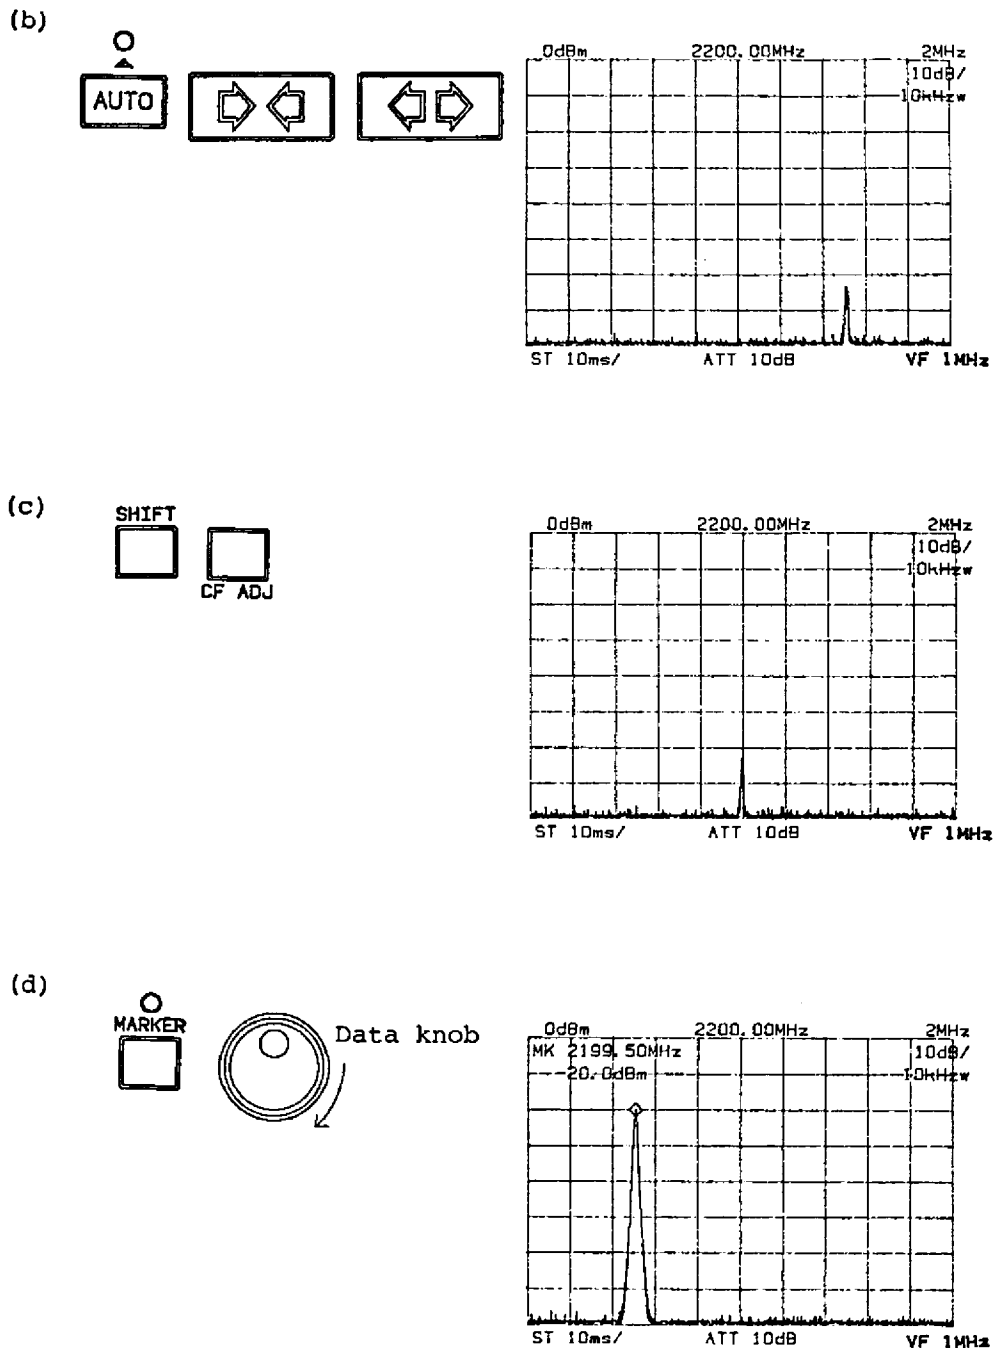 (b)
AUTO
0dBm 2200.00MHz 2MHz
10dB/
10kHzw
ST 10ms/ ATT 10dB VF 1MHz
(c)
SHIFT
CF ADJ
0dBm 2200.00MHz 2MHz
10dB/
10kHzw
ST 10ms/ ATT 10dB VF 1MHz
(d)
MARKER
Data knob
0dBm 2200.00MHz 2MHz
MK 2199.50MHz 10dB/
-20.0dBm 10kHzw
ST 10ms/ ATT 10dB VF 1MHz